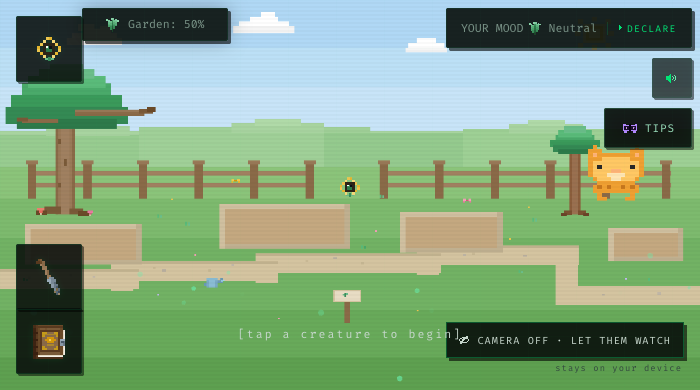 Garden: 50%
YOUR MOOD Neutral DECLARE
TIPS
[tap a creature to begin]
CAMERA OFF · LET THEM WATCH
stays on your device